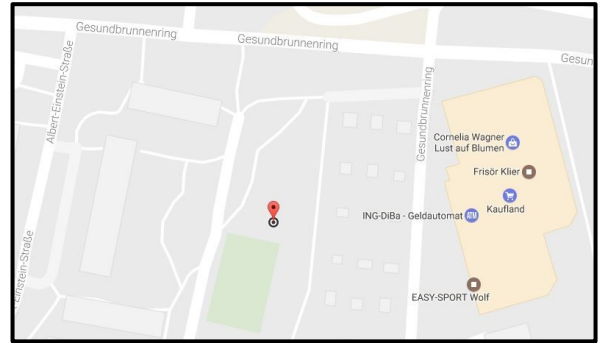 Gesundbrunnenring
Gesundbrunnenring
Gesun
Albert-Einstein-Straße
Gesundbrunnenring
Cornelia Wagner
Lust auf Blumen
Frisör Klier
Kaufland
ING-DiBa - Geldautomat
ATM
Einstein-Straße
EASY-SPORT Wolf